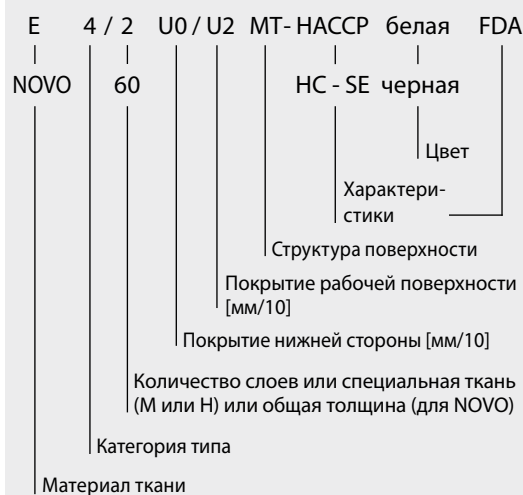 E 4 / 2 U0 / U2 MT- HACCP белая FDA
NOVO 60 HC - SE черная
Цвет
Характери-
стики
Структура поверхности
Покрытие рабочей поверхности
[мм/10]
Покрытие нижней стороны [мм/10]
Количество слоев или специальная ткань
(М или Н) или общая толщина (для NOVO)
Категория типа
Материал ткани